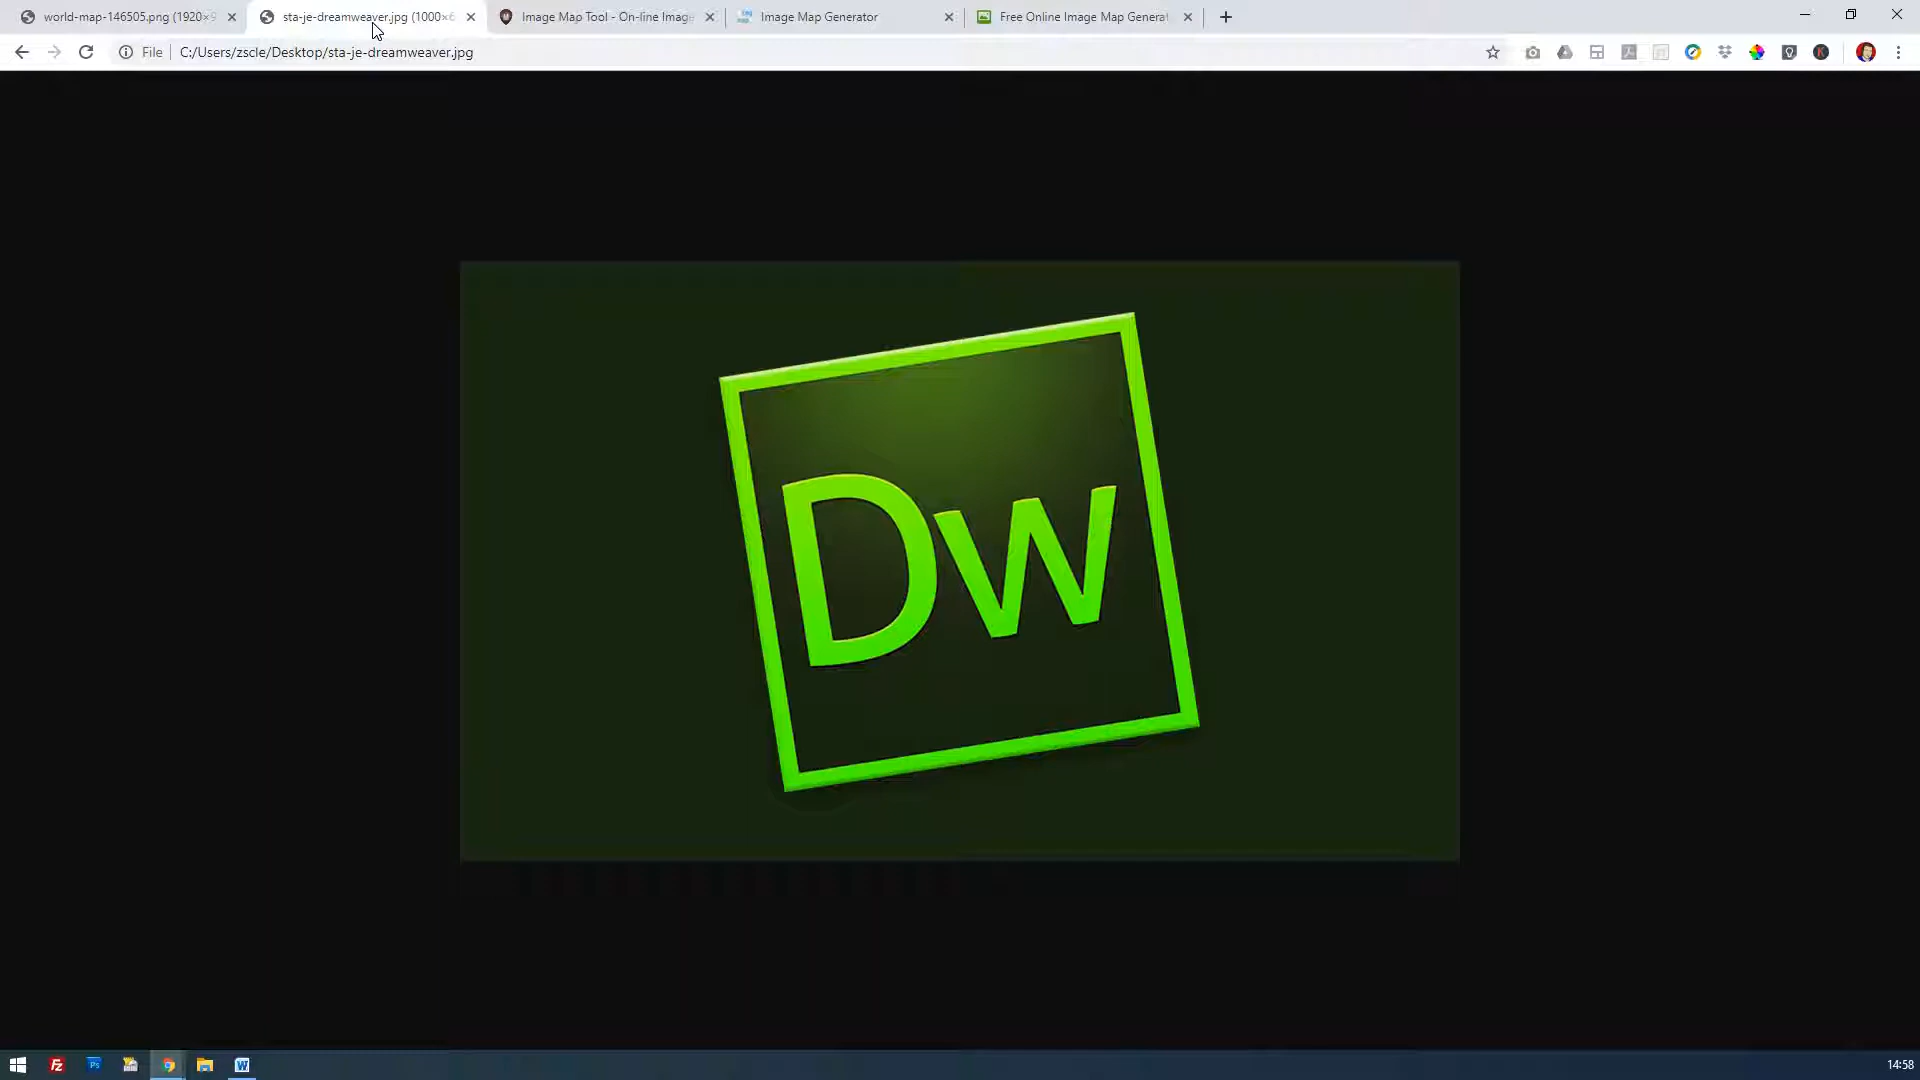 world-map-146505.png (1920×9
sta-je-dreamweaver.jpg (1000×6
Image Map Tool - On-line Image
Image Map Generator
Free Online Image Map Generat
File
C:/Users/zscle/Desktop/sta-je-dreamweaver.jpg
Dw
14:58